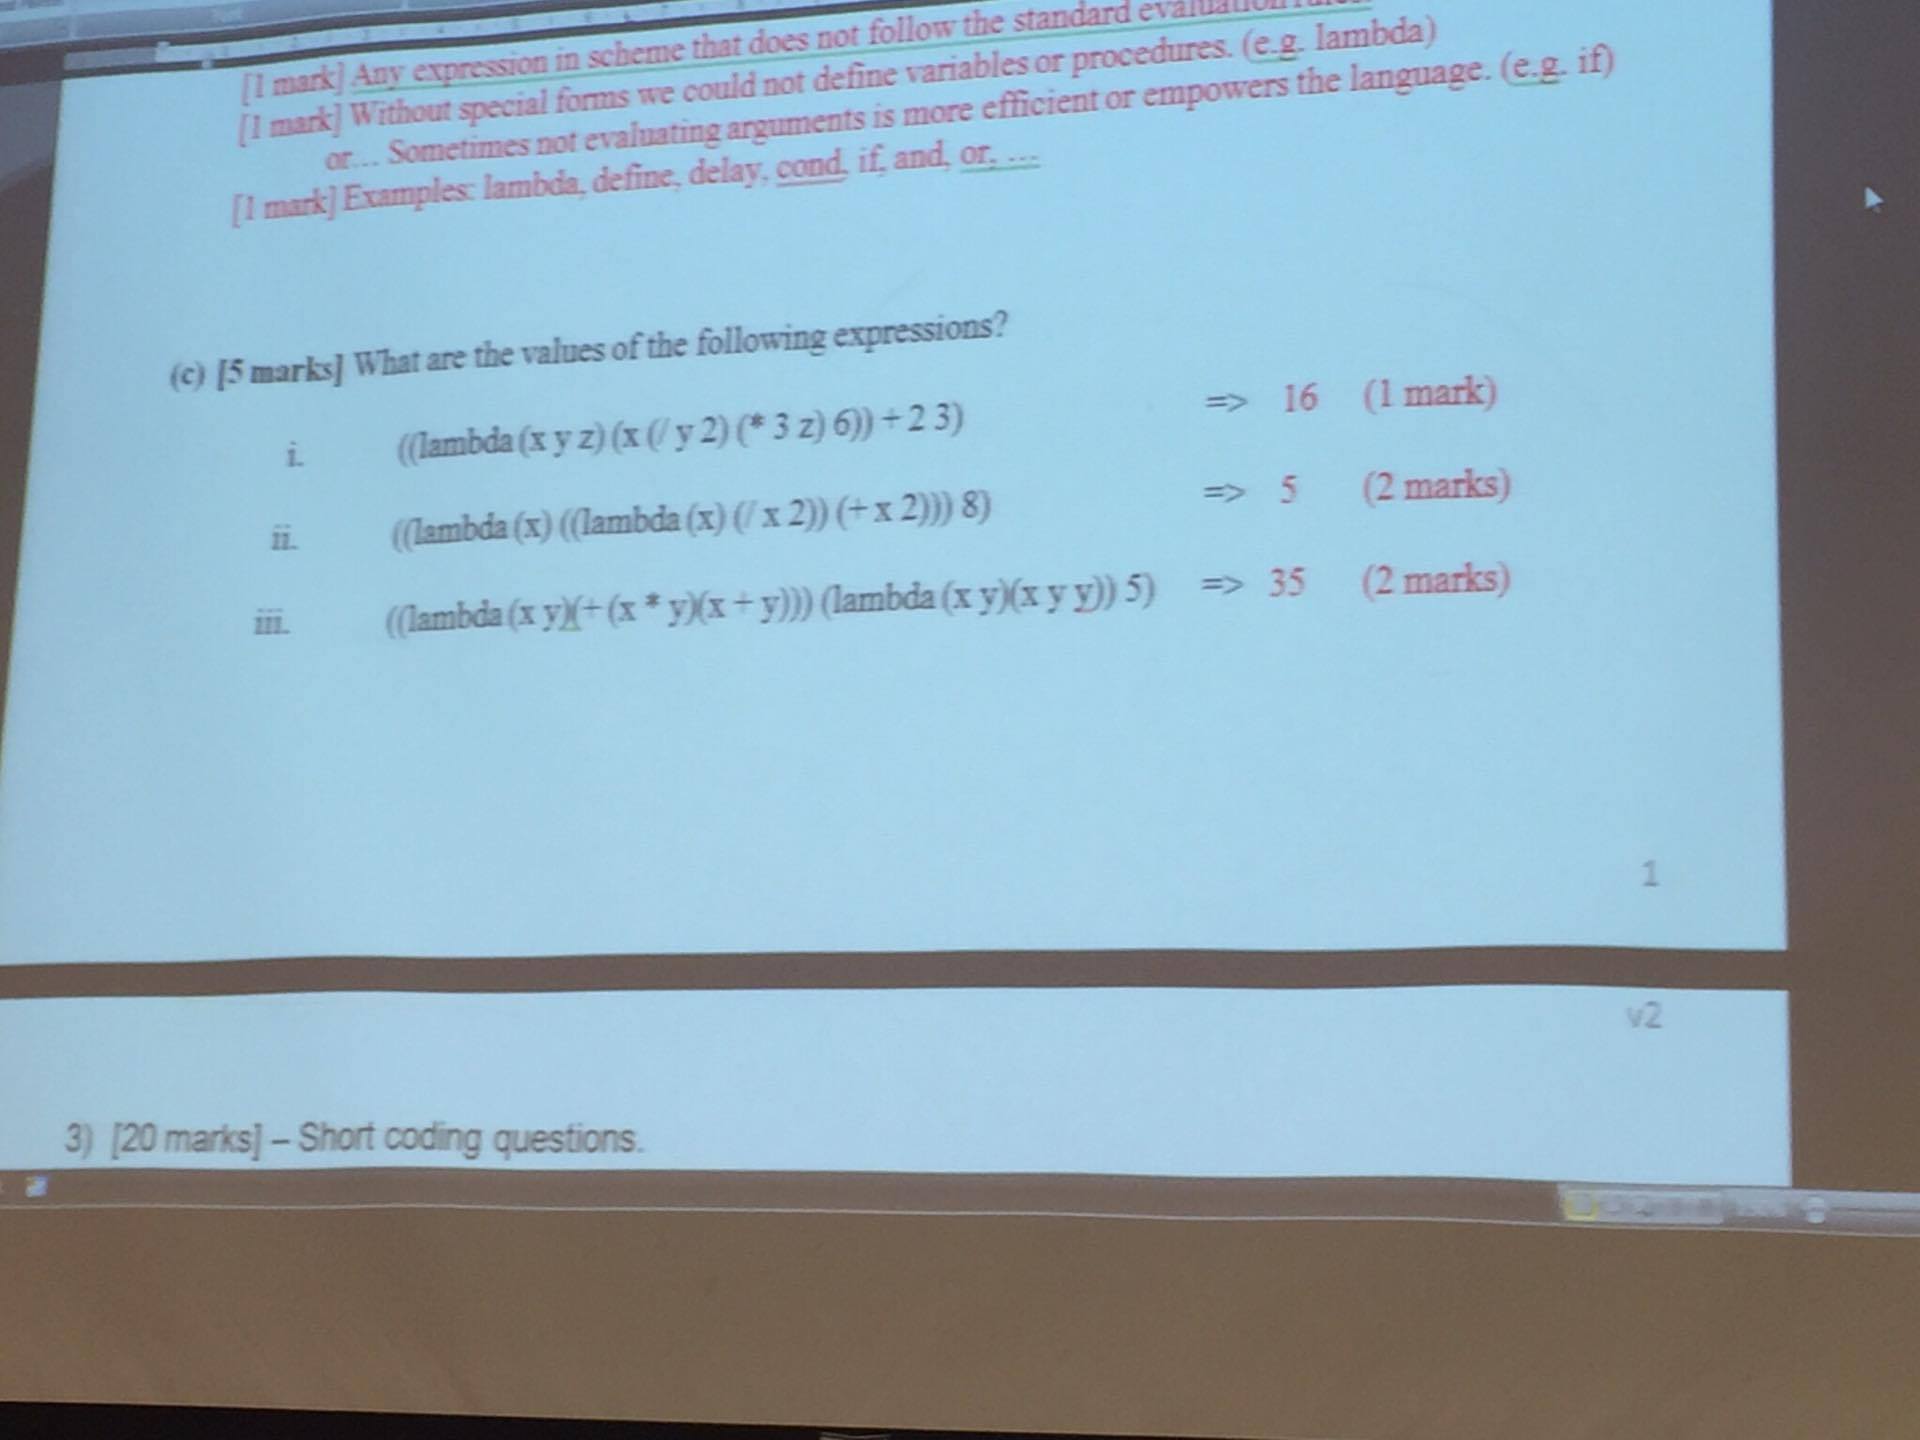 [1 mark] Any expression in scheme that does not follow the standard evaluation
[1 mark] Without special forms we could not define variables or procedures. (e.g. lambda)
or… Sometimes not evaluating arguments is more efficient or empowers the language. (e.g. if)
[1 mark] Examples: lambda, define, delay, cond, if, and, or, …
(c) [5 marks] What are the values of the following expressions?
i. ((lambda (x y z) (x (/ y 2) (* 3 z) 6)) + 2 3) => 16 (1 mark)
ii. ((lambda (x) ((lambda (x) (/ x 2)) (+ x 2))) 8) => 5 (2 marks)
iii. ((lambda (x y)(+ (x * y)(x + y))) (lambda (x y)(x y y)) 5) => 35 (2 marks)
1
v2
3) [20 marks] – Short coding questions.